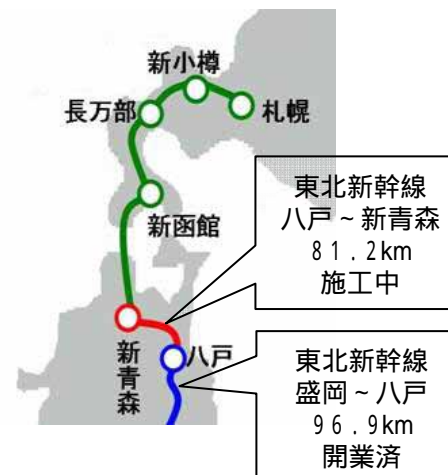 新小樽
長万部
札幌
新函館
東北新幹線
八戸~新青森
81.2km
施工中
新青森
八戸
東北新幹線
盛岡~八戸
96.9km
開業済